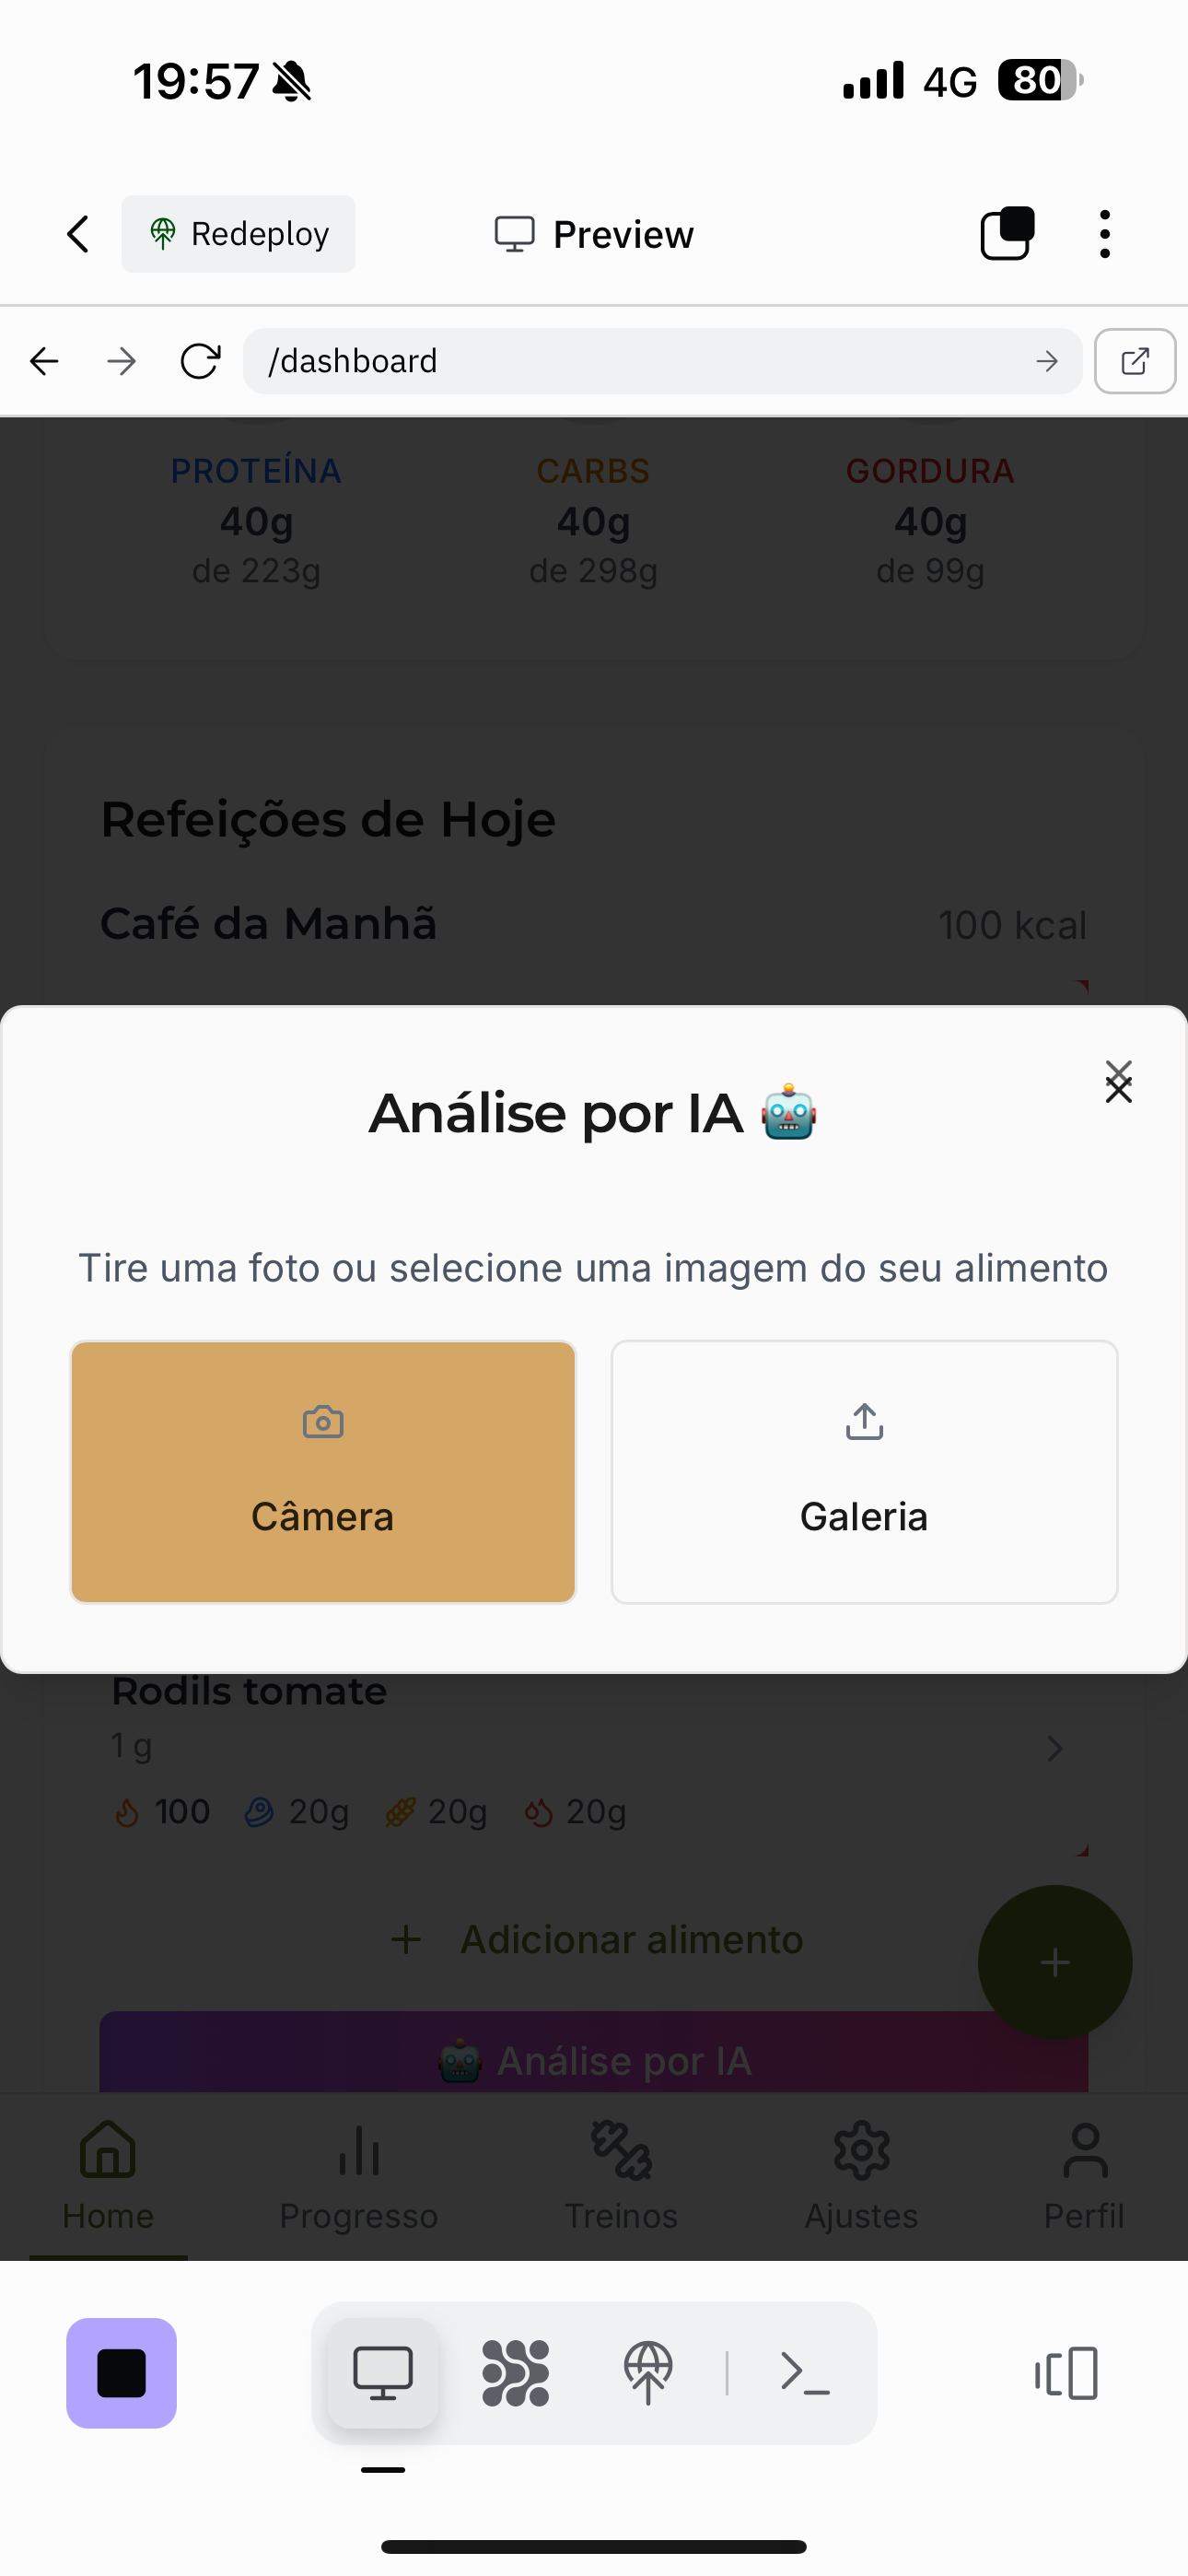 19:57
4G
80
Redeploy
Preview
/dashboard
PROTEÍNA CARBS GORDURA
40g 40g 40g
de 223g de 298g de 99g
Refeições de Hoje
Café da Manhã 100 kcal
Análise por IA 🤖
Tire uma foto ou selecione uma imagem do seu alimento
Câmera Galeria
Rodils tomate
1 g
100 20g 20g 20g
+ Adicionar alimento
+
🤖 Análise por IA
Home Progresso Treinos Ajustes Perfil